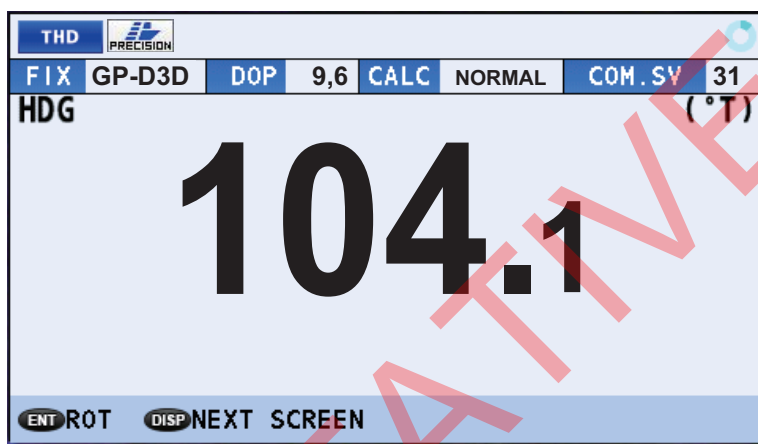 THD PRECISION
FIX GP-D3D DOP 9,6 CALC NORMAL COM.SV 31
HDG (°T)
104.1
ENT ROT DISP NEXT SCREEN